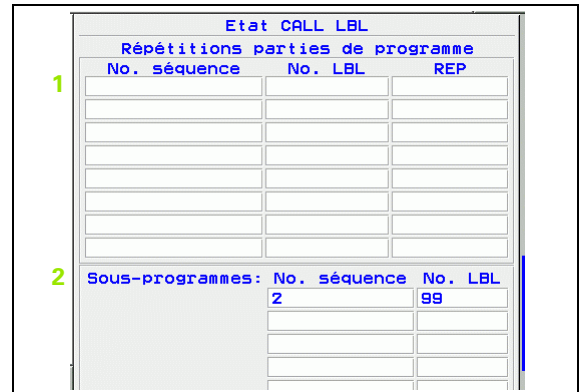 Etat CALL LBL
Répétitions parties de programme
No. séquence No. LBL REP
1
2 Sous-programmes: No. séquence No. LBL
2 99